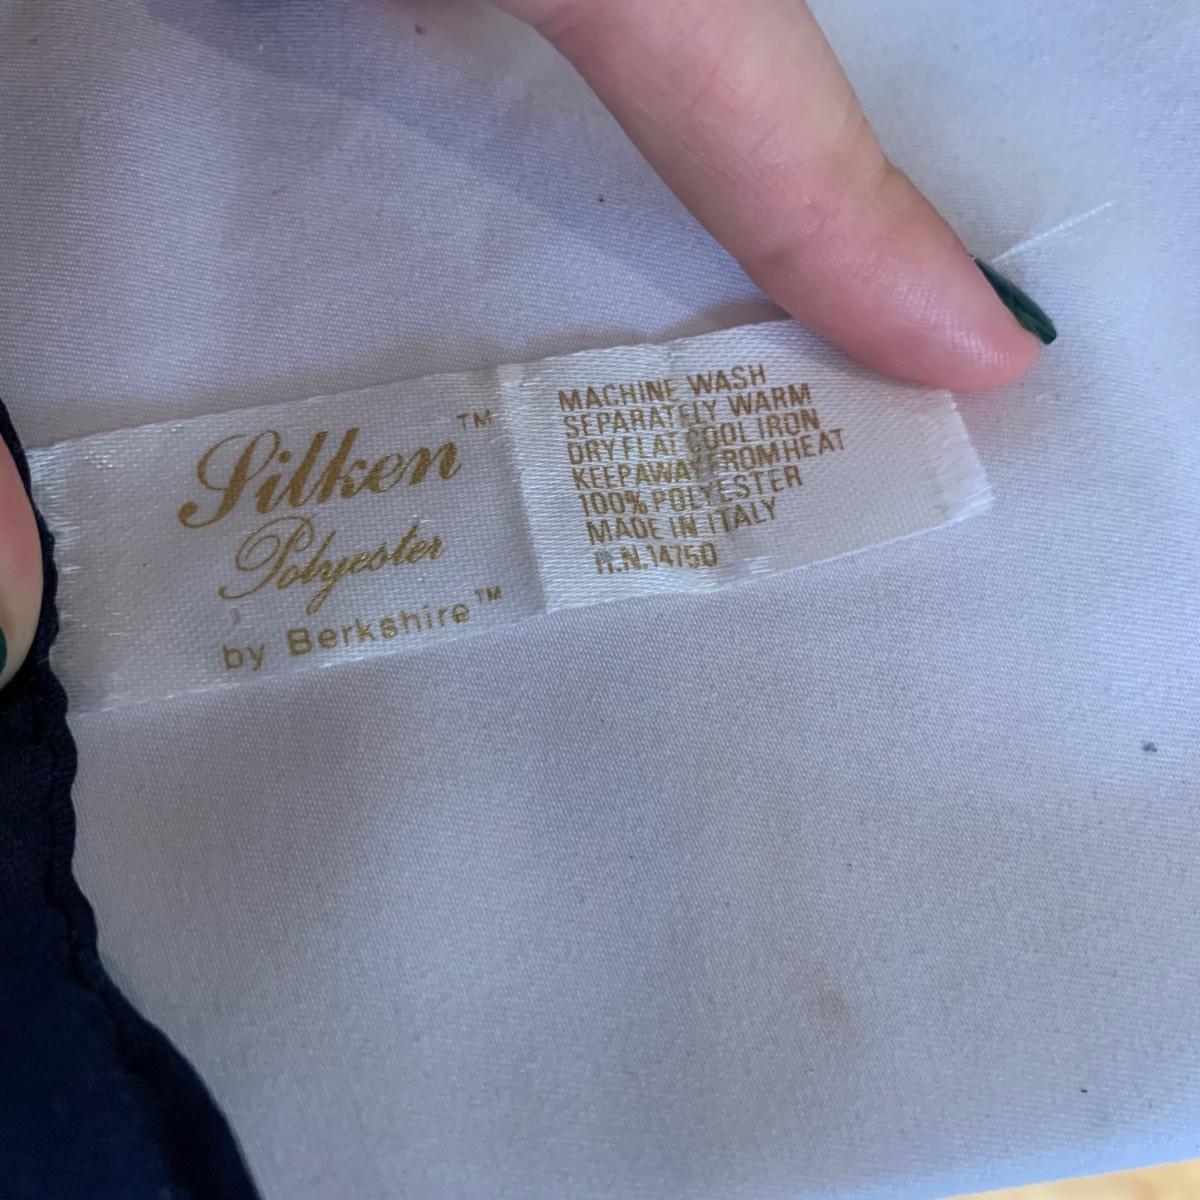 Silken™
Polyester
by Berkshire™
MACHINE WASH
SEPARATELY WARM
DRY FLAT COOL IRON
KEEP AWAY FROM HEAT
100% POLYESTER
MADE IN ITALY
R.N.14750